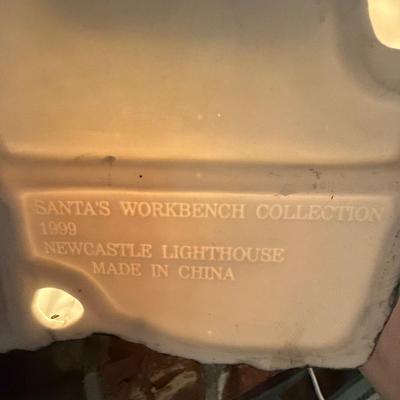 SANTA'S WORKBENCH COLLECTION
1999
NEWCASTLE LIGHTHOUSE
MADE IN CHINA